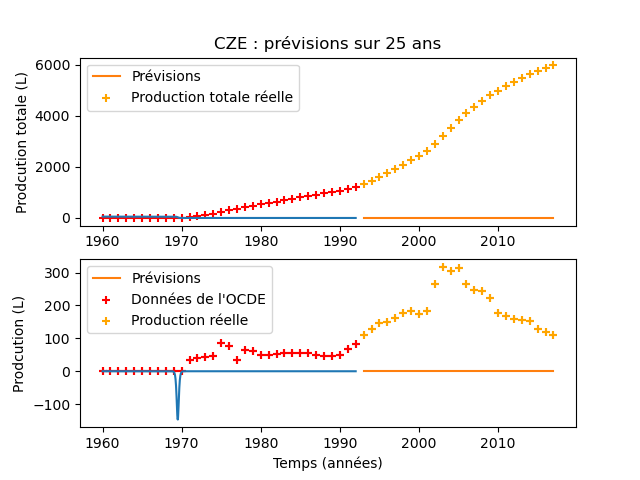 CZE : prévisions sur 25 ans
Prodcution totale (L)
6000
4000
2000
0
Prévisions
Production totale réelle
1960
1970
1980
1990
2000
2010
Prodcution (L)
300
200
100
0
−100
Prévisions
Données de l'OCDE
Production réelle
1960
1970
1980
1990
2000
2010
Temps (années)